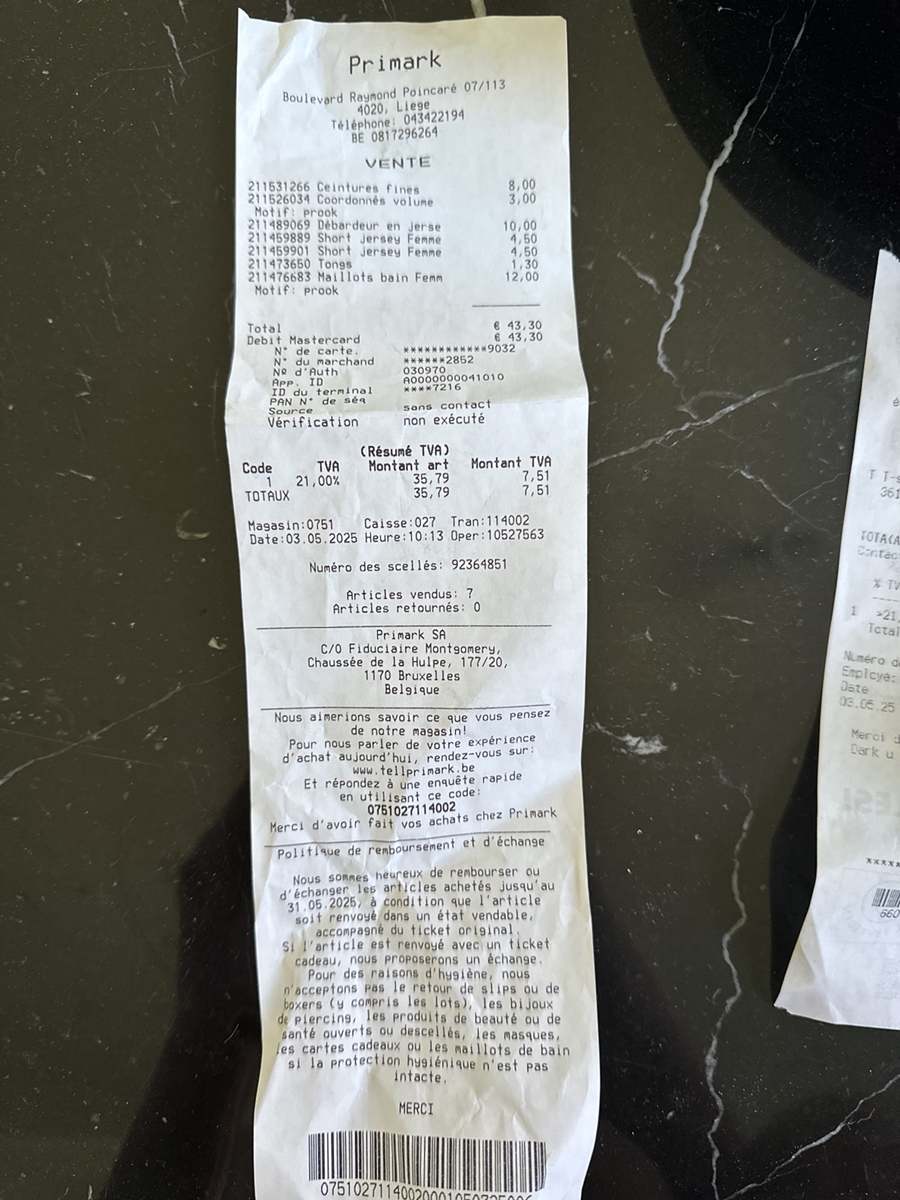 Primark
Boulevard Raymond Poincaré 07/113
4020, Liege
Téléphone: 043422194
BE 0817296264
VENTE
211531266 Ceintures fines 8,00
211526034 Coordonnés volume 3,00
Motif: prook
211489069 Débardeur en Jerse 10,00
211459889 Short Jersey Femme 4,50
211459901 Short Jersey Femme 4,50
211473650 Tongs 1,30
211476683 Maillots bain Femm 12,00
Motif: prook
Total € 43,30
Debit Mastercard € 43,30
N° de carte. ************9032
N° du marchand ******2852
Nº d'Auth 030970
App. ID A0000000041010
ID du terminal ****7216
PAN N° de séq
Source sans contact
Vérification non exécuté
(Résumé TVA)
Code TVA Montant art Montant TVA
1 21,00% 35,79 7,51
TOTAUX 35,79 7,51
Magasin:0751 Caisse:027 Tran:114002
Date:03.05.2025 Heure:10:13 Oper:10527563
Numéro des scellés: 92364851
Articles vendus: 7
Articles retournés: 0
Primark SA
C/O Fiduciaire Montgomery,
Chaussée de la Hulpe, 177/20,
1170 Bruxelles
Belgique
Nous aimerions savoir ce que vous pensez
de notre magasin!
Pour nous parler de votre expérience
d'achat aujourd'hui, rendez-vous sur:
www.tellprimark.be
Et répondez à une enquête rapide
en utilisant ce code:
0751027114002
Merci d'avoir fait vos achats chez Primark
Politique de remboursement et d'échange
Nous sommes heureux de rembourser ou
d'échanger les articles achetés jusqu'au
31.05.2025, à condition que l'article
soit renvoyé dans un état vendable,
accompagné du ticket original.
Si l'article est renvoyé avec un ticket
cadeau, nous proposerons un échange.
Pour des raisons d'hygiène, nous
n'acceptons pas le retour de slips ou de
boxers (y compris les lots), les bijoux
de piercing, les produits de beauté ou de
santé ouverts ou descellés, les masques,
les cartes cadeaux ou les maillots de bain
si la protection hygiénique n'est pas
intacte.
MERCI
T T-s
361
% TV
1 >21,
Total
Numéro d
Employé:
Date
03.05.25
Merci d
Dark u
*****
660